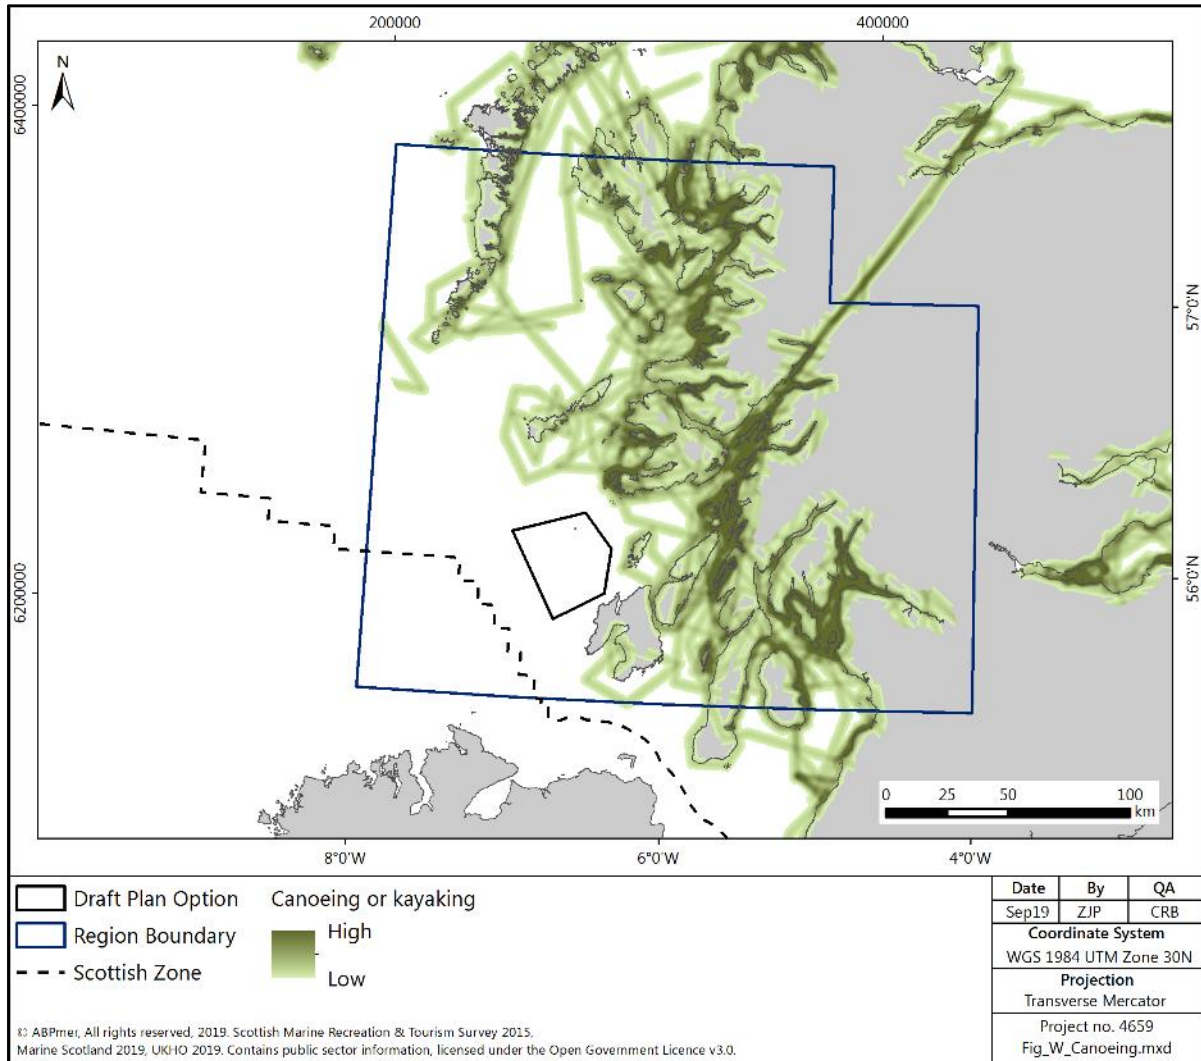 200000
400000
N
6400000
57°0'N
6200000
56°0'N
0 25 50 100
km
8°0'W
6°0'W
4°0'W
Draft Plan Option
Region Boundary
Scottish Zone
Canoeing or kayaking
High
Low
Date By QA
Sep19 ZJP CRB
Coordinate System
WGS 1984 UTM Zone 30N
Projection
Transverse Mercator
Project no. 4659
Fig_W_Canoeing.mxd
© ABPmer, All rights reserved, 2019. Scottish Marine Recreation & Tourism Survey 2015,
Marine Scotland 2019, UKHO 2019. Contains public sector information, licensed under the Open Government Licence v3.0.